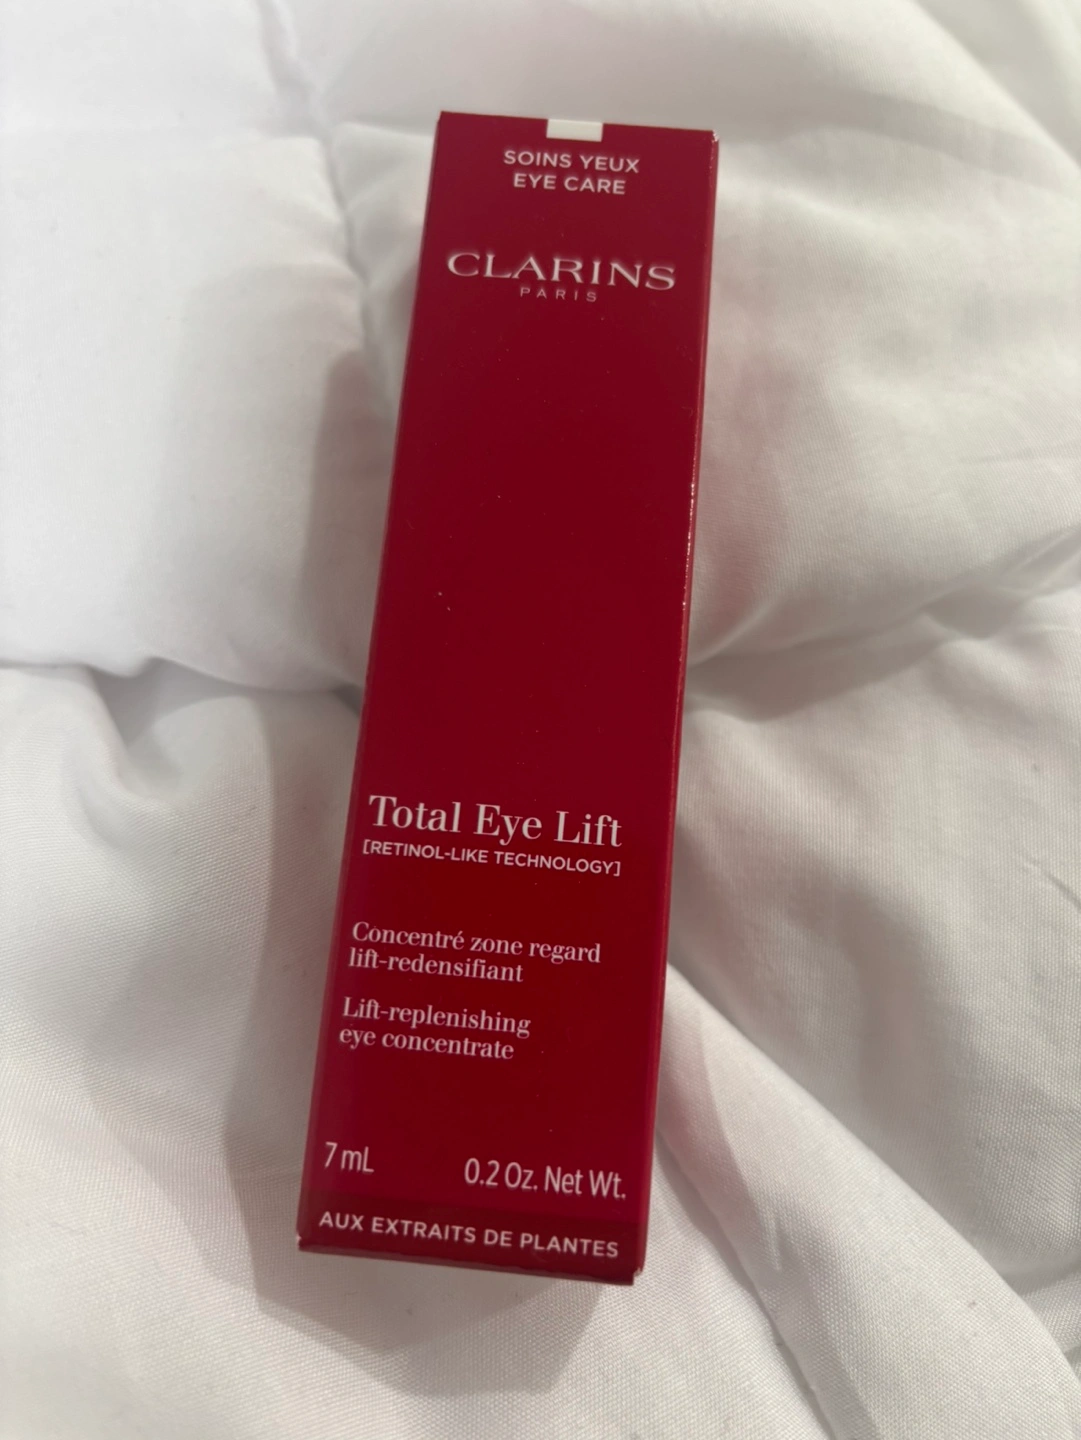 SOINS YEUX
EYE CARE
CLARINS
PARIS
Total Eye Lift
[RETINOL-LIKE TECHNOLOGY]
Concentré zone regard
lift-redensifiant
Lift-replenishing
eye concentrate
7 mL 0.2 Oz. Net Wt.
AUX EXTRAITS DE PLANTES